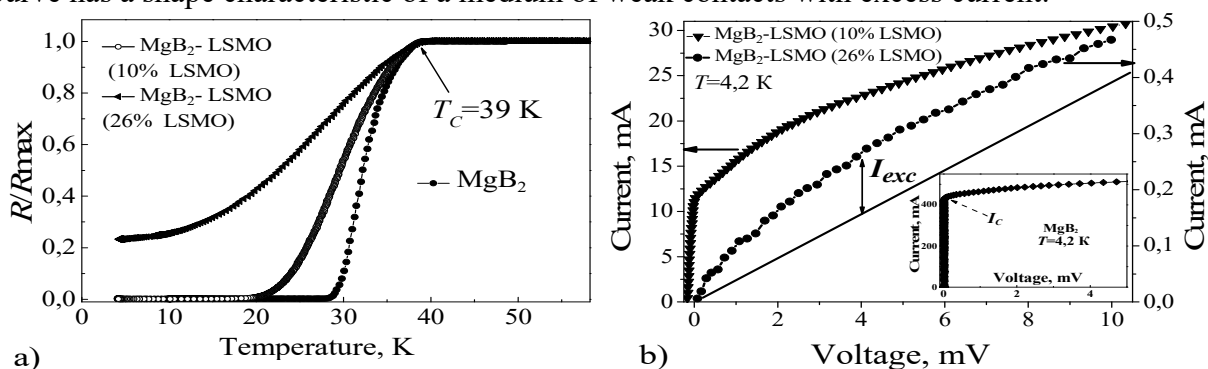 curve has a shape characteristic of a medium of weak contacts with excess current.
1,0
0,8
0,6
0,4
0,2
0,0
R/Rmax
MgB₂- LSMO
(10% LSMO)
MgB₂- LSMO
(26% LSMO)
T_C=39 K
MgB₂
10 20 30 40 50
Temperature, K
a)
30
25
20
15
10
5
0
Current, mA
MgB₂-LSMO (10% LSMO)
MgB₂-LSMO (26% LSMO)
T=4,2 K
I_exc
400
200
0
Current, mA
I_C
MgB₂
T=4,2 K
Voltage, mV
0 2 4
0,5
0,4
0,3
0,2
0,1
0,0
Current, mA
0 2 4 6 8 10
Voltage, mV
b)